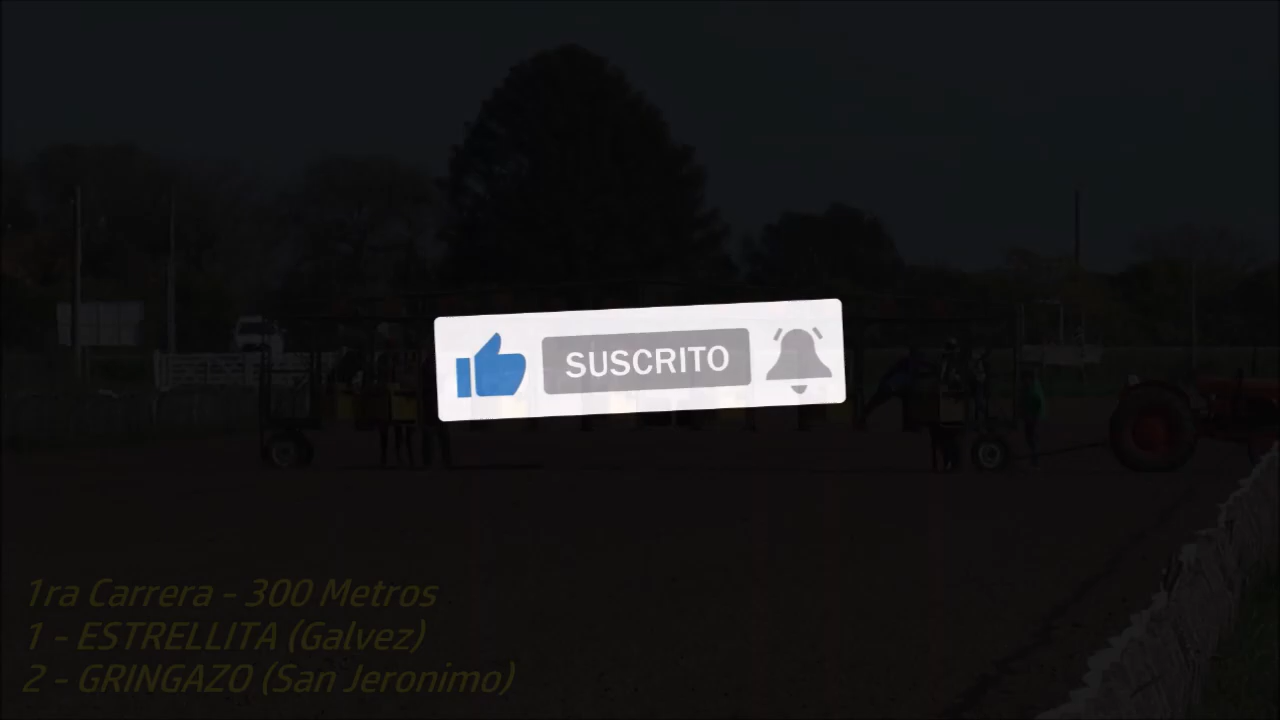 SUSCRITO
1ra Carrera - 300 Metros
1 - ESTRELLITA (Galvez)
2 - GRINGAZO (San Jeronimo)